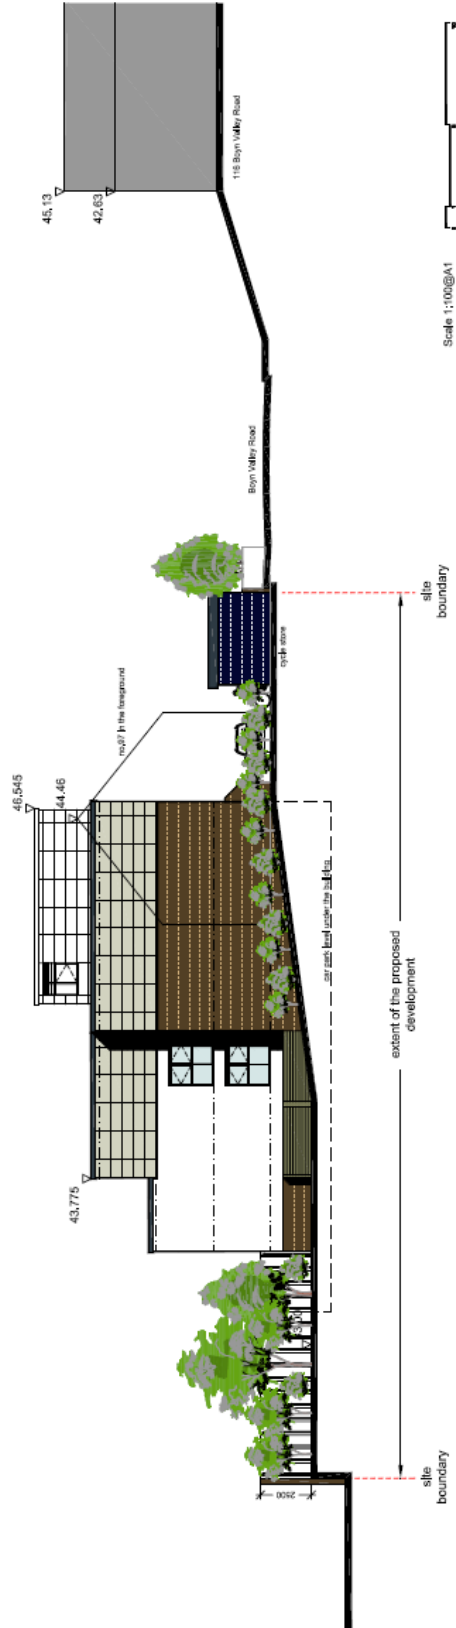 46.545
45.13
44.46
42.63
43.775
no.97 in the foreground
116 Boyn Valley Road
Boyn Valley Road
cycle store
car park level under the building
2500
site
boundary
extent of the proposed
development
site
boundary
Scale 1:100@A1